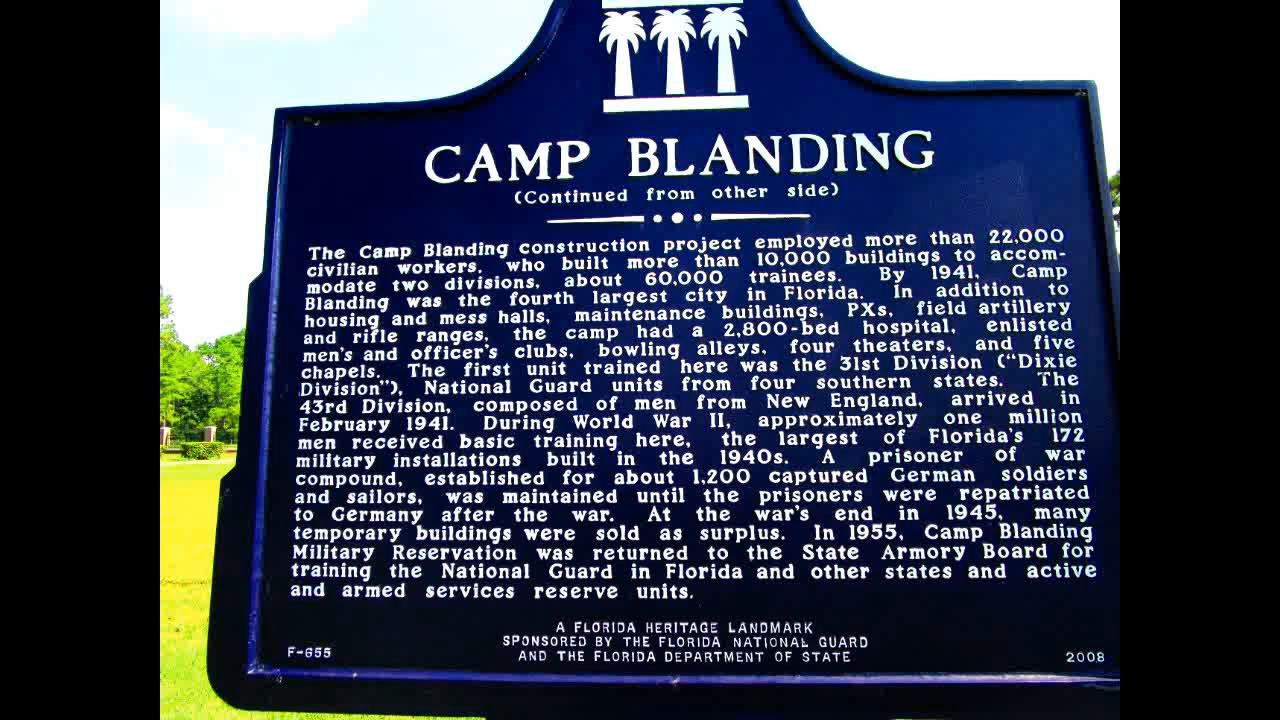 CAMP BLANDING
(Continued from other side)
The Camp Blanding construction project employed more than 22,000
civilian workers, who built more than 10,000 buildings to accom-
modate two divisions, about 60,000 trainees. By 1941, Camp
Blanding was the fourth largest city in Florida. In addition to
housing and mess halls, maintenance buildings, PXs, field artillery
and rifle ranges, the camp had a 2,800-bed hospital, enlisted
men's and officer's clubs, bowling alleys, four theaters, and five
chapels. The first unit trained here was the 31st Division ("Dixie
Division"), National Guard units from four southern states. The
43rd Division, composed of men from New England, arrived in
February 1941. During World War II, approximately one million
men received basic training here, the largest of Florida's 172
military installations built in the 1940s. A prisoner of war
compound, established for about 1,200 captured German soldiers
and sailors, was maintained until the prisoners were repatriated
to Germany after the war. At the war's end in 1945, many
temporary buildings were sold as surplus. In 1955, Camp Blanding
Military Reservation was returned to the State Armory Board for
training the National Guard in Florida and other states and active
and armed services reserve units.
A FLORIDA HERITAGE LANDMARK
SPONSORED BY THE FLORIDA NATIONAL GUARD
AND THE FLORIDA DEPARTMENT OF STATE
F-655
2008